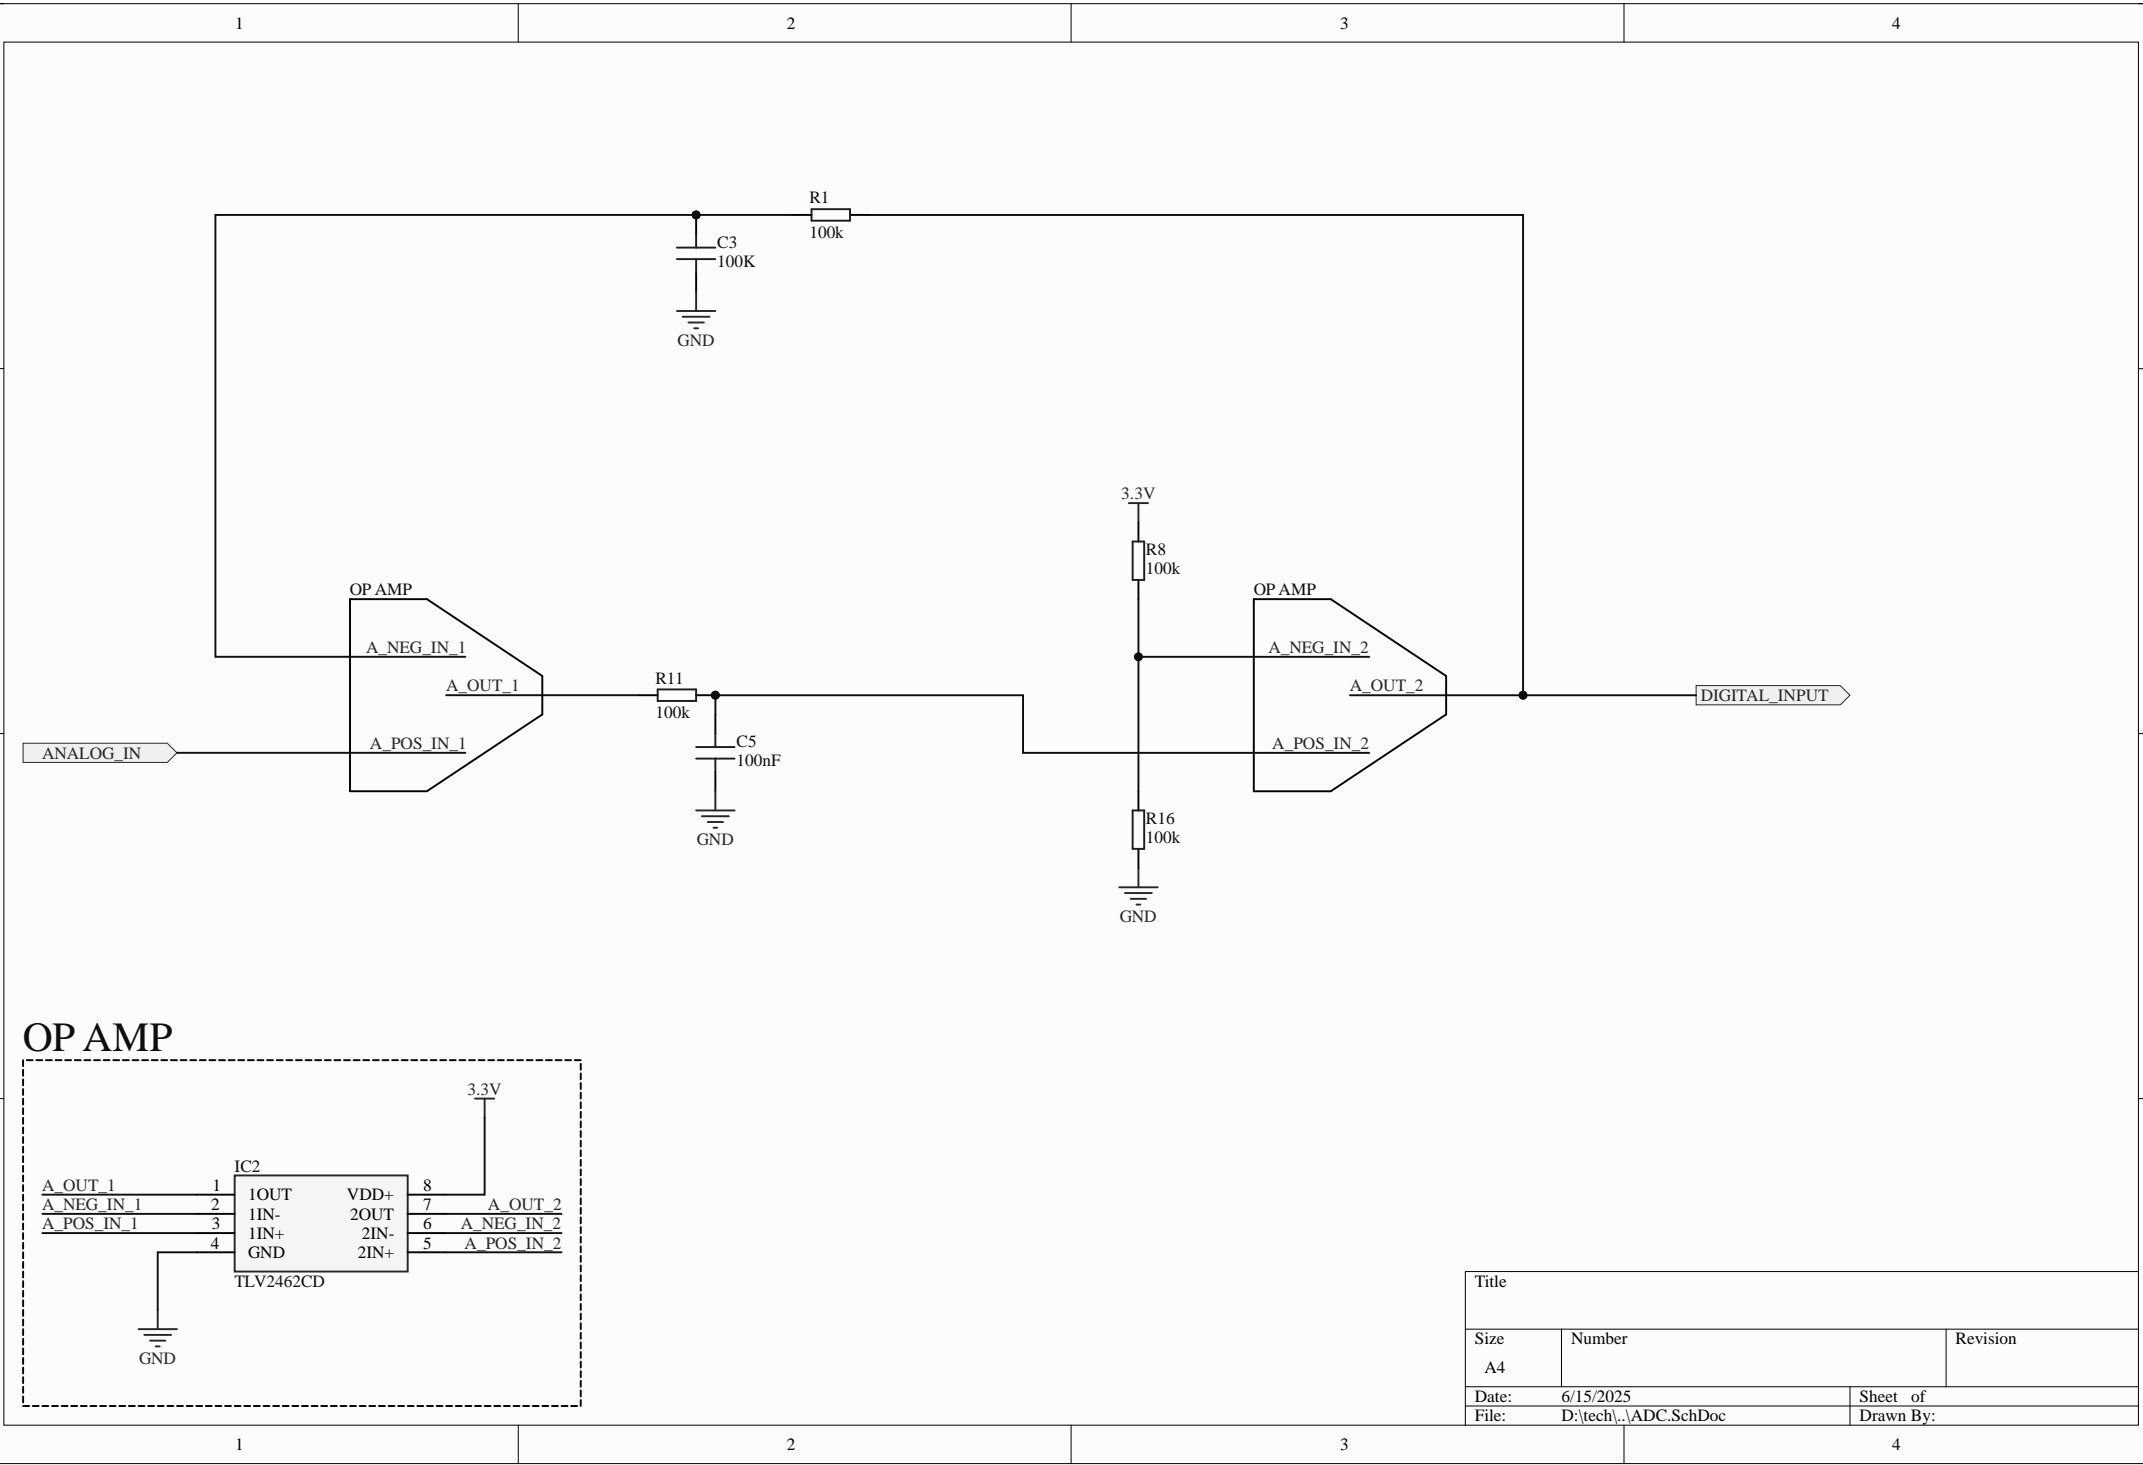 1 2 3 4
R1
100k
C3
100K
GND
3.3V
R8
100k
OP AMP
A_NEG_IN_1
A_OUT_1
A_POS_IN_1
ANALOG_IN
R11
100k
C5
100nF
GND
OP AMP
A_NEG_IN_2
A_OUT_2
A_POS_IN_2
DIGITAL_INPUT
R16
100k
GND
OP AMP
3.3V
IC2
A_OUT_1 1 1OUT VDD+ 8
A_NEG_IN_1 2 1IN- 2OUT 7 A_OUT_2
A_POS_IN_1 3 1IN+ 2IN- 6 A_NEG_IN_2
4 GND 2IN+ 5 A_POS_IN_2
TLV2462CD
GND
Title
Size Number Revision
A4
Date: 6/15/2025 Sheet of
File: D:\tech\..\ADC.SchDoc Drawn By:
1 2 3 4